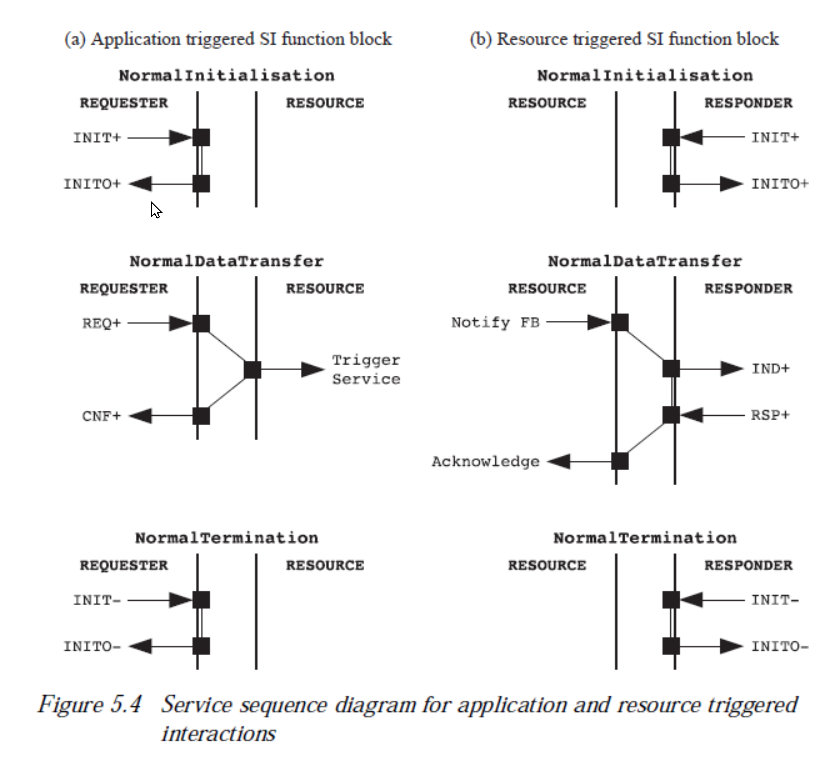 (a) Application triggered SI function block
NormalInitialisation
REQUESTER RESOURCE
INIT+
INITO+
NormalDataTransfer
REQUESTER RESOURCE
REQ+
Trigger
Service
CNF+
NormalTermination
REQUESTER RESOURCE
INIT–
INITO–
(b) Resource triggered SI function block
NormalInitialisation
RESOURCE RESPONDER
INIT+
INITO+
NormalDataTransfer
RESOURCE RESPONDER
Notify FB
IND+
RSP+
Acknowledge
NormalTermination
RESOURCE RESPONDER
INIT–
INITO–
Figure 5.4 Service sequence diagram for application and resource triggered
interactions